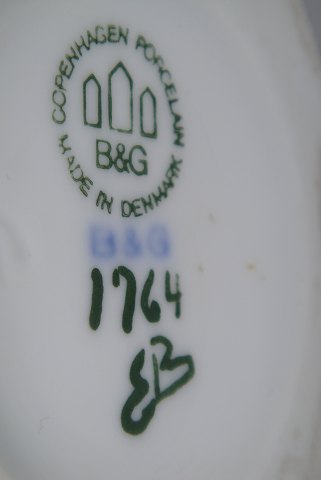 COPENHAGEN PORCELAIN
MADE IN DENMARK
B&G
B&G
1764
EB